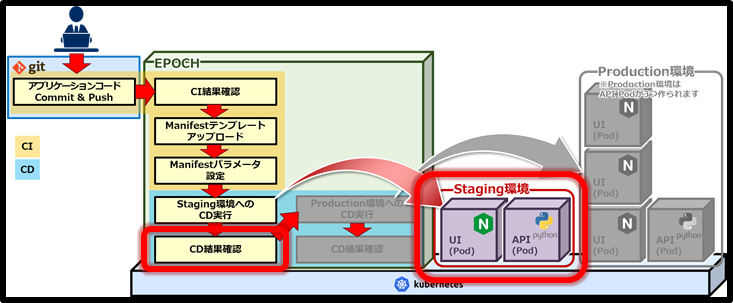 git
アプリケーションコード
Commit & Push
CI
CD
EPOCH
CI結果確認
Manifestテンプレート
アップロード
Manifestパラメータ
設定
Staging環境への
CD実行
CD結果確認
Production環境への
CD実行
CD結果確認
Staging環境
N
UI
(Pod)
python
API
(Pod)
Production環境
※Production環境は
API Podが3つ作られます
N
UI
(Pod)
N
UI
(Pod)
N
UI
(Pod)
python
API
(Pod)
kubernetes